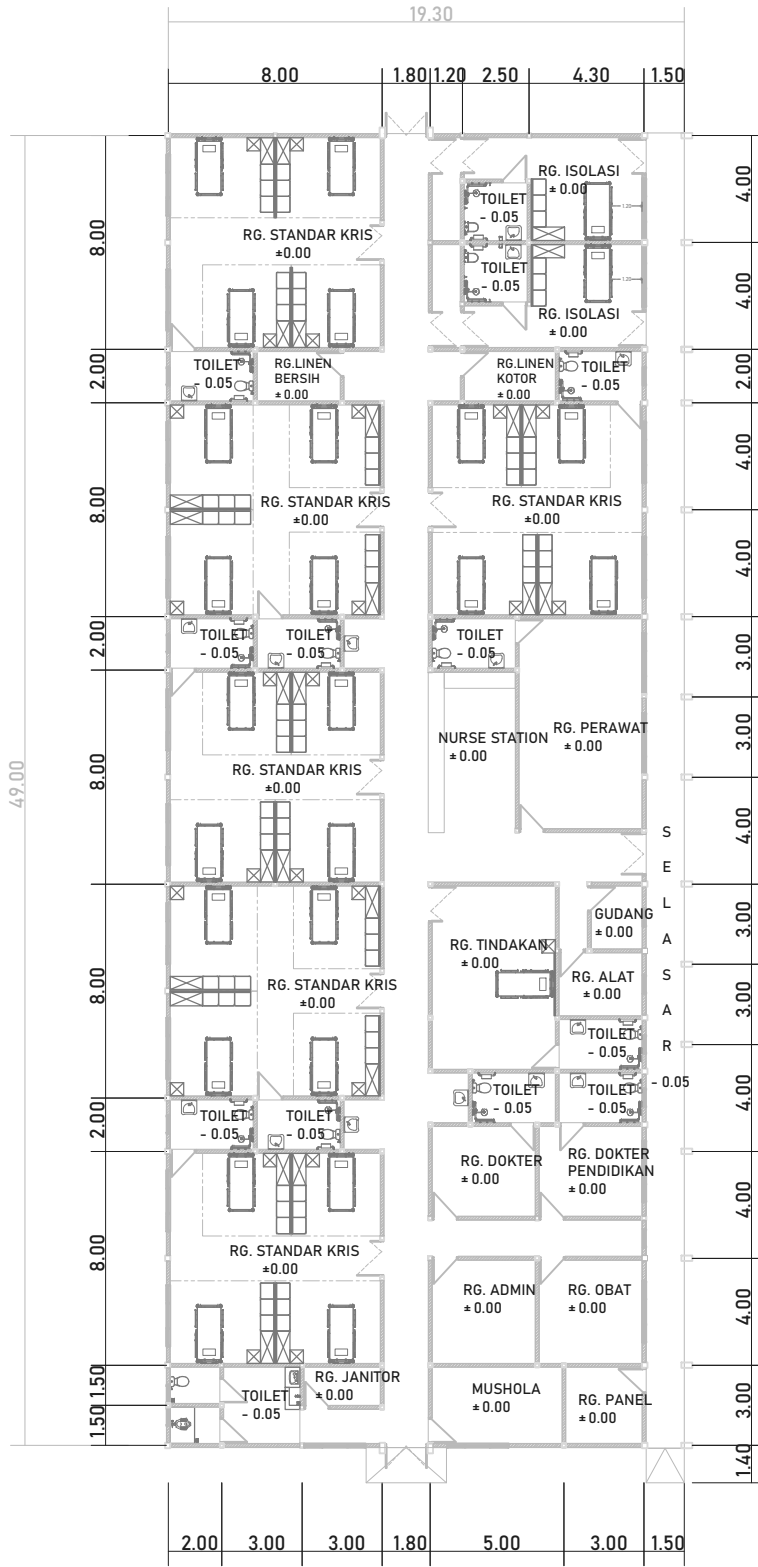 19.30
8.00 1.80 1.20 2.50 4.30 1.50
49.00
8.00
2.00
8.00
2.00
8.00
8.00
2.00
8.00
1.50
1.50
4.00
4.00
2.00
4.00
4.00
3.00
3.00
4.00
3.00
3.00
4.00
4.00
4.00
3.00
1.40
RG. STANDAR KRIS
±0.00
RG. ISOLASI
± 0.00
1.20
TOILET
- 0.05
TOILET
- 0.05
1.20
RG. ISOLASI
± 0.00
TOILET
- 0.05
RG.LINEN
BERSIH
± 0.00
RG.LINEN
KOTOR
± 0.00
TOILET
- 0.05
RG. STANDAR KRIS
±0.00
RG. STANDAR KRIS
±0.00
TOILET
- 0.05
TOILET
- 0.05
TOILET
- 0.05
RG. STANDAR KRIS
±0.00
NURSE STATION
± 0.00
RG. PERAWAT
± 0.00
S
E
L
A
S
A
R
- 0.05
RG. STANDAR KRIS
±0.00
RG. TINDAKAN
± 0.00
GUDANG
± 0.00
RG. ALAT
± 0.00
TOILET
- 0.05
TOILET
- 0.05
TOILET
- 0.05
TOILET
- 0.05
TOILET
- 0.05
RG. DOKTER
± 0.00
RG. DOKTER
PENDIDIKAN
± 0.00
RG. STANDAR KRIS
±0.00
RG. ADMIN
± 0.00
RG. OBAT
± 0.00
TOILET
- 0.05
RG. JANITOR
± 0.00
MUSHOLA
± 0.00
RG. PANEL
± 0.00
2.00 3.00 3.00 1.80 5.00 3.00 1.50